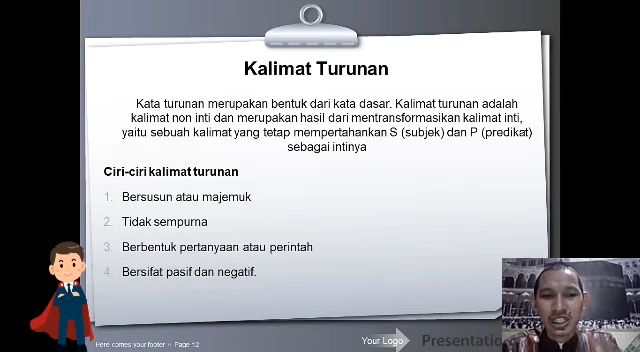 Kalimat Turunan
Kata turunan merupakan bentuk dari kata dasar. Kalimat turunan adalah
kalimat non inti dan merupakan hasil dari mentransformasikan kalimat inti,
yaitu sebuah kalimat yang tetap mempertahankan S (subjek) dan P (predikat)
sebagai intinya
Ciri-ciri kalimat turunan
1. Bersusun atau majemuk
2. Tidak sempurna
3. Berbentuk pertanyaan atau perintah
4. Bersifat pasif dan negatif.
Here comes your footer • Page 12
Your Logo
Presentatio